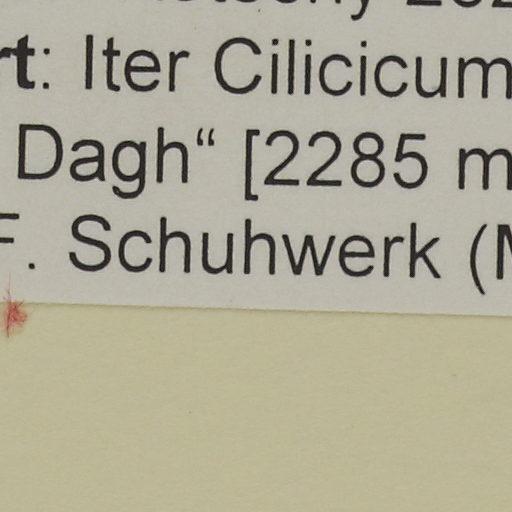 rt: Iter Cilicicum
Dagh“ [2285 m
F. Schuhwerk (M